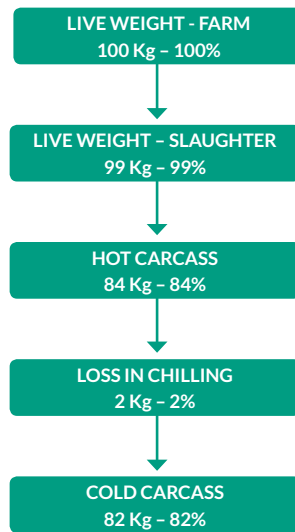 LIVE WEIGHT - FARM
100 Kg – 100%
LIVE WEIGHT – SLAUGHTER
99 Kg – 99%
HOT CARCASS
84 Kg – 84%
LOSS IN CHILLING
2 Kg – 2%
COLD CARCASS
82 Kg – 82%